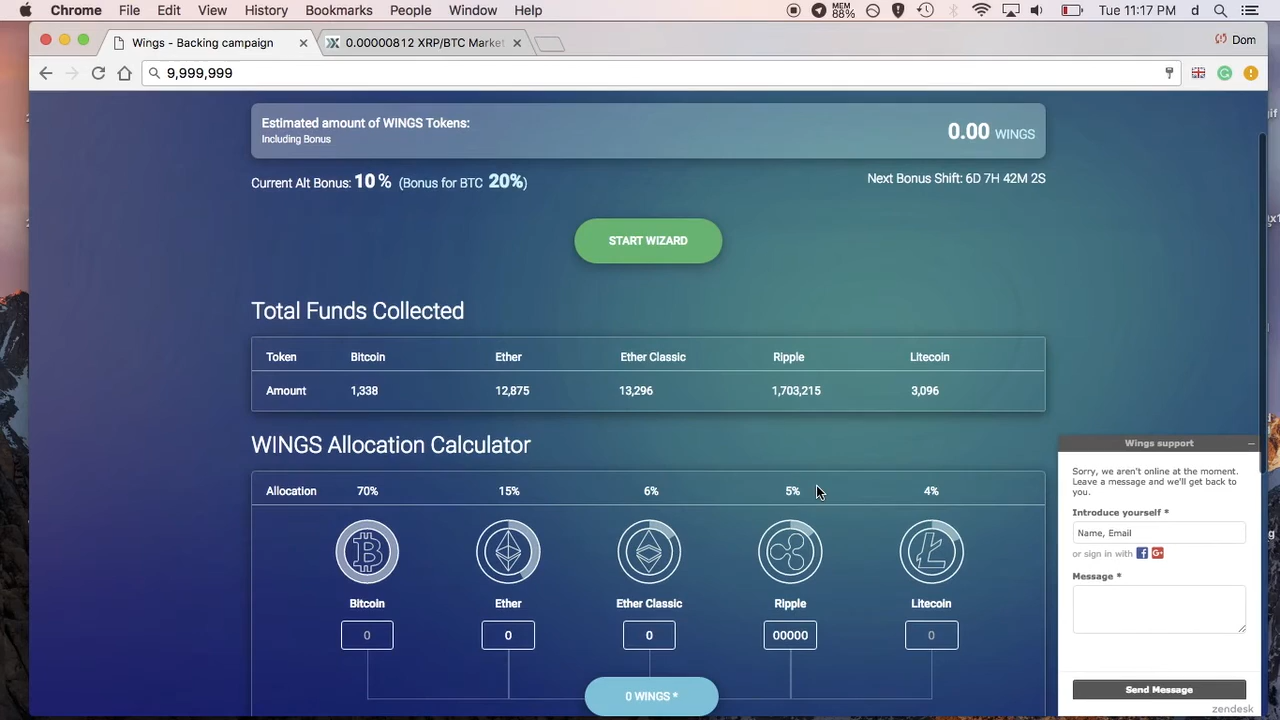 Chrome File Edit View History Bookmarks People Window Help MEM 88% Tue 11:17 PM d
Wings - Backing campaign 0.00000812 XRP/BTC Market Dom
9,999,999
Estimated amount of WINGS Tokens:
Including Bonus
0.00 WINGS
Current Alt Bonus: 10 % (Bonus for BTC 20%) Next Bonus Shift: 6D 7H 42M 2S
START WIZARD
Total Funds Collected
Token Bitcoin Ether Ether Classic Ripple Litecoin
Amount 1,338 12,875 13,296 1,703,215 3,096
WINGS Allocation Calculator
Allocation 70% 15% 6% 5% 4%
Bitcoin Ether Ether Classic Ripple Litecoin
0 0 0 00000 0
0 WINGS *
Wings support
Sorry, we aren't online at the moment.
Leave a message and we'll get back to
you.
Introduce yourself *
Name, Email
or sign in with
Message *
Send Message
zendesk